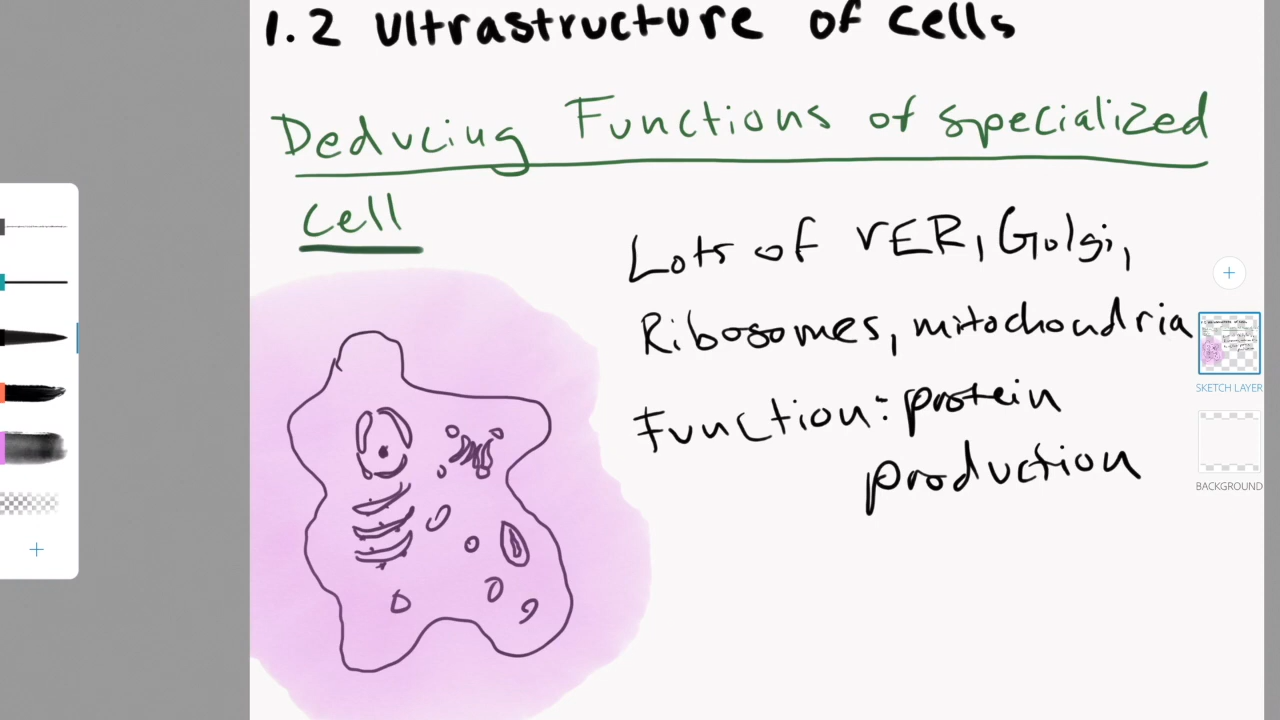 1.2 Ultrastructure of cells
Deducing Functions of specialized
cell
Lots of rER, Golgi,
Ribosomes, mitochondria
Function: protein
production
SKETCH LAYER
BACKGROUND